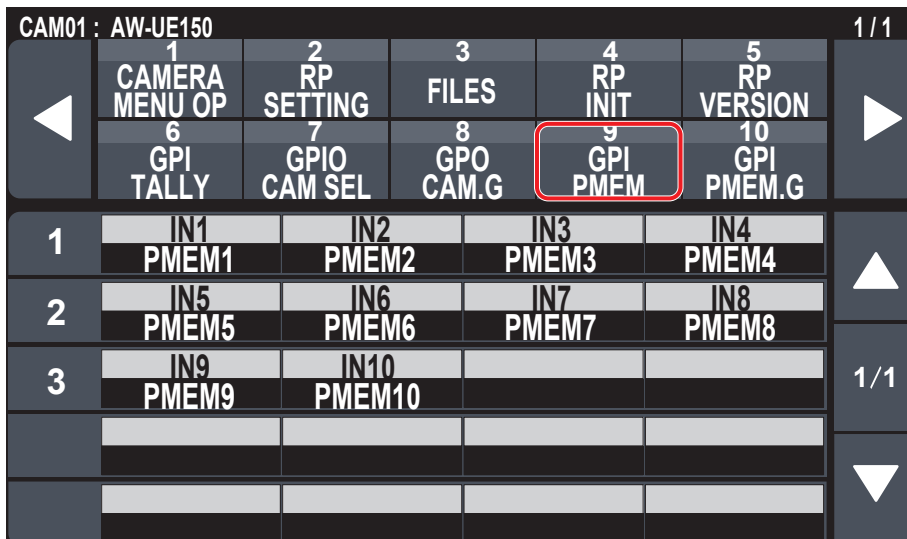 CAM01 : AW-UE150 1 / 1
1 2 3 4 5
CAMERA MENU OP RP SETTING FILES RP INIT RP VERSION
6 7 8 9 10
GPI TALLY GPIO CAM SEL GPO CAM.G GPI PMEM GPI PMEM.G
1 IN1 IN2 IN3 IN4
PMEM1 PMEM2 PMEM3 PMEM4
2 IN5 IN6 IN7 IN8
PMEM5 PMEM6 PMEM7 PMEM8
3 IN9 IN10 1/1
PMEM9 PMEM10